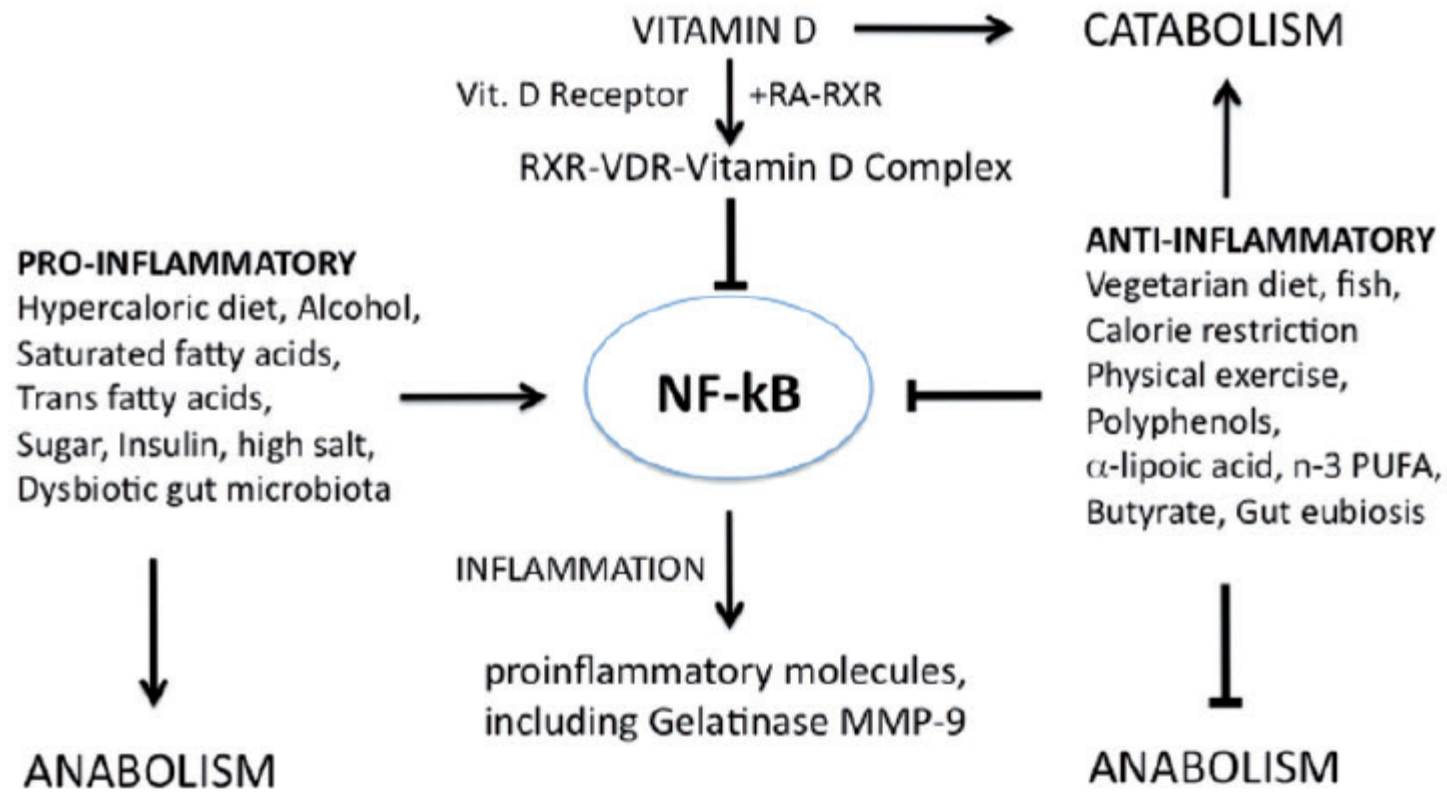 VITAMIN D
CATABOLISM
Vit. D Receptor
+RA-RXR
RXR-VDR-Vitamin D Complex
PRO-INFLAMMATORY
Hypercaloric diet, Alcohol,
Saturated fatty acids,
Trans fatty acids,
Sugar, Insulin, high salt,
Dysbiotic gut microbiota
NF-kB
ANTI-INFLAMMATORY
Vegetarian diet, fish,
Calorie restriction
Physical exercise,
Polyphenols,
α-lipoic acid, n-3 PUFA,
Butyrate, Gut eubiosis
INFLAMMATION
proinflammatory molecules,
including Gelatinase MMP-9
ANABOLISM
ANABOLISM